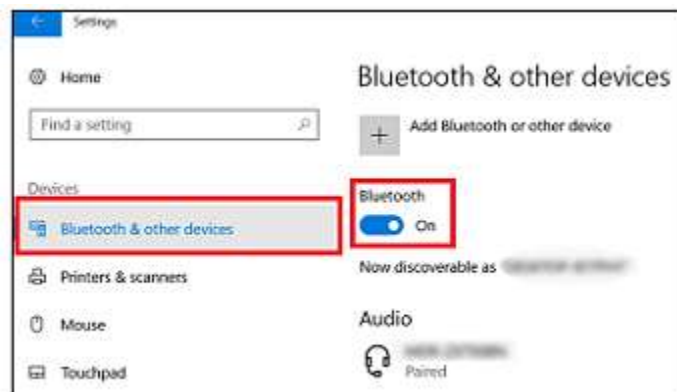 Settings
Home
Find a setting
Devices
Bluetooth & other devices
Printers & scanners
Mouse
Touchpad
Bluetooth & other devices
Add Bluetooth or other device
Bluetooth
On
Now discoverable as
Audio
Paired